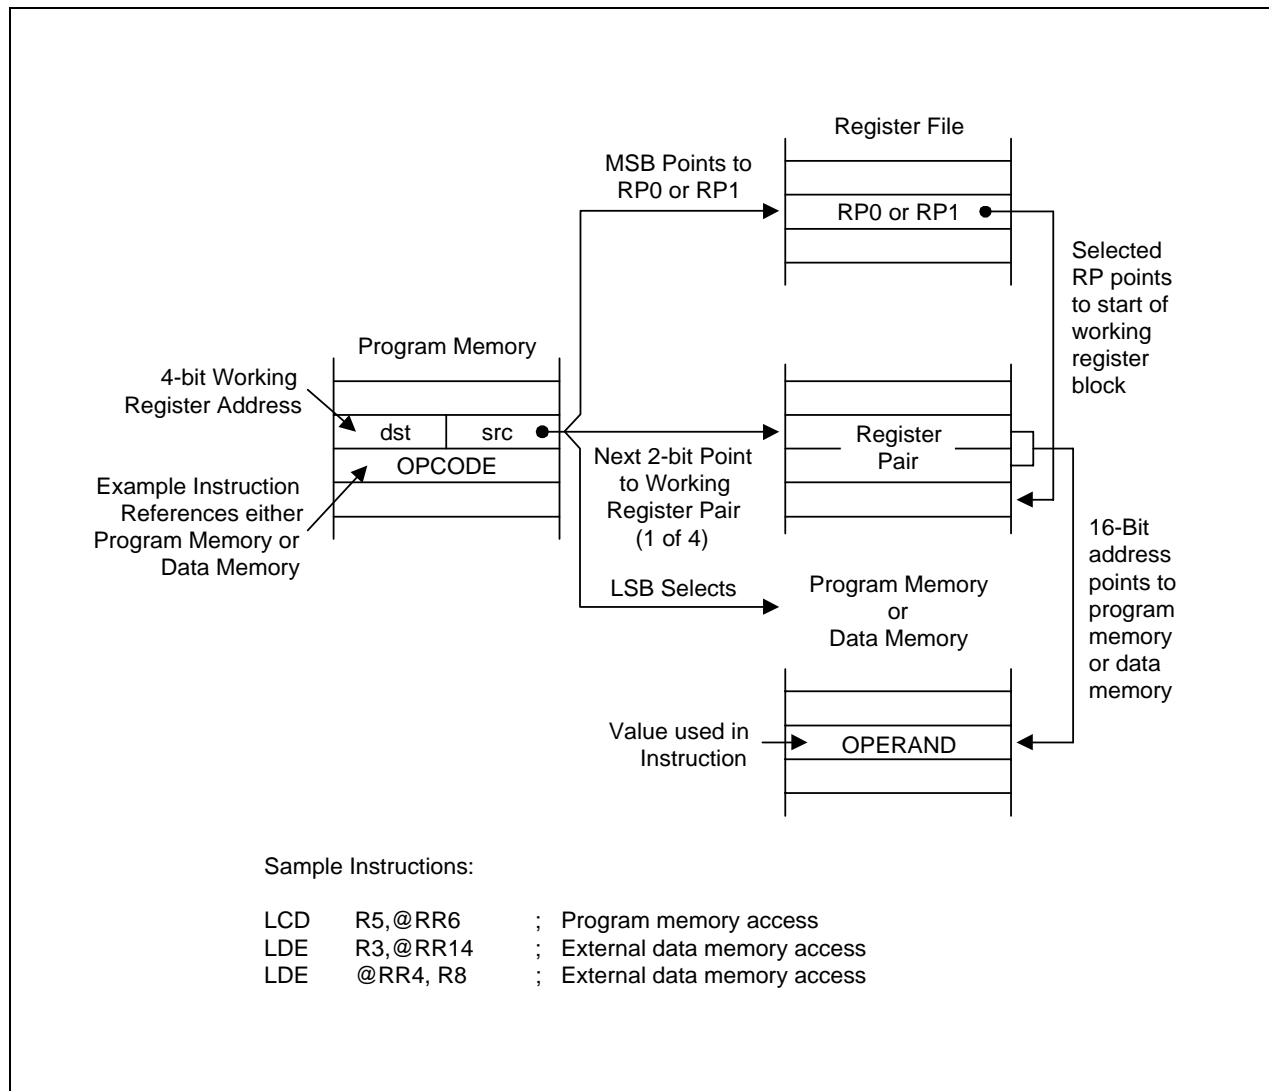 Register File
MSB Points to
RP0 or RP1
RP0 or RP1
Selected
RP points
to start of
working
register
block
Program Memory
4-bit Working
Register Address
dst src
OPCODE
Example Instruction
References either
Program Memory or
Data Memory
Next 2-bit Point
to Working
Register Pair
(1 of 4)
Register
Pair
LSB Selects
Program Memory
or
Data Memory
16-Bit
address
points to
program
memory
or data
memory
Value used in
Instruction
OPERAND
Sample Instructions:
LCD R5,@RR6 ; Program memory access
LDE R3,@RR14 ; External data memory access
LDE @RR4, R8 ; External data memory access